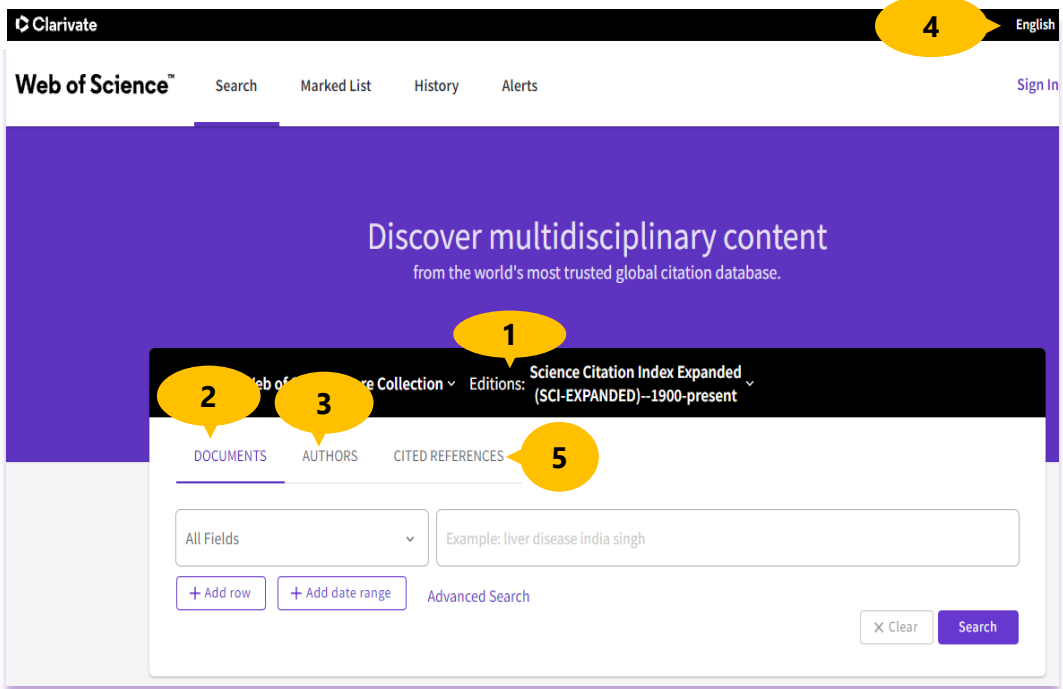 Clarivate
4
English
Web of Science™
Search
Marked List
History
Alerts
Sign In
Discover multidisciplinary content
from the world's most trusted global citation database.
1
Collection
Editions:
Science Citation Index Expanded
(SCI-EXPANDED)--1900-present
2
3
DOCUMENTS
AUTHORS
CITED REFERENCES
5
All Fields
Example: liver disease india singh
+ Add row
+ Add date range
Advanced Search
× Clear
Search